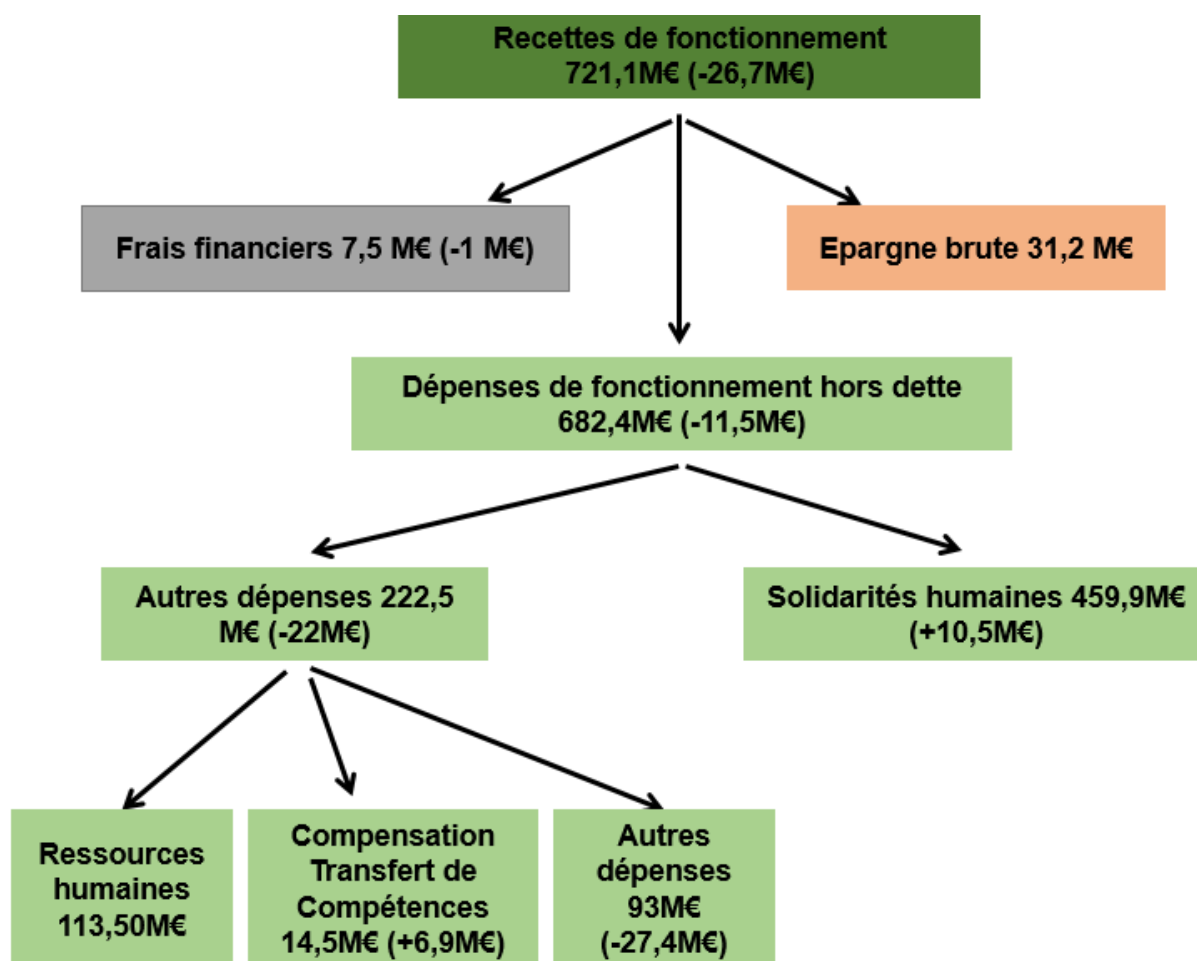 Recettes de fonctionnement
721,1M€ (-26,7M€)
Frais financiers 7,5 M€ (-1 M€)
Epargne brute 31,2 M€
Dépenses de fonctionnement hors dette
682,4M€ (-11,5M€)
Autres dépenses 222,5
M€ (-22M€)
Solidarités humaines 459,9M€
(+10,5M€)
Ressources
humaines
113,50M€
Compensation
Transfert de
Compétences
14,5M€ (+6,9M€)
Autres
dépenses
93M€
(-27,4M€)